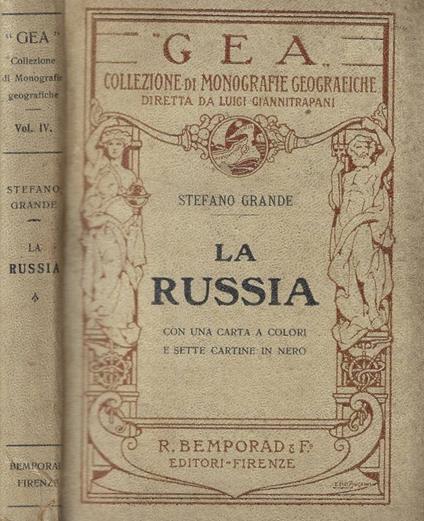 " GEA "
Collezione
di Monografie
geografiche
Vol. IV.
STEFANO
GRANDE
LA
RUSSIA
BEMPORAD
FIRENZE
"GEA„
COLLEZIONE DI MONOGRAFIE GEOGRAFICHE
DIRETTA DA LUIGI GIANNITRAPANI
STEFANO GRANDE
LA
RUSSIA
CON UNA CARTA A COLORI
E SETTE CARTINE IN NERO
R. BEMPORAD & F.o
EDITORI-FIRENZE